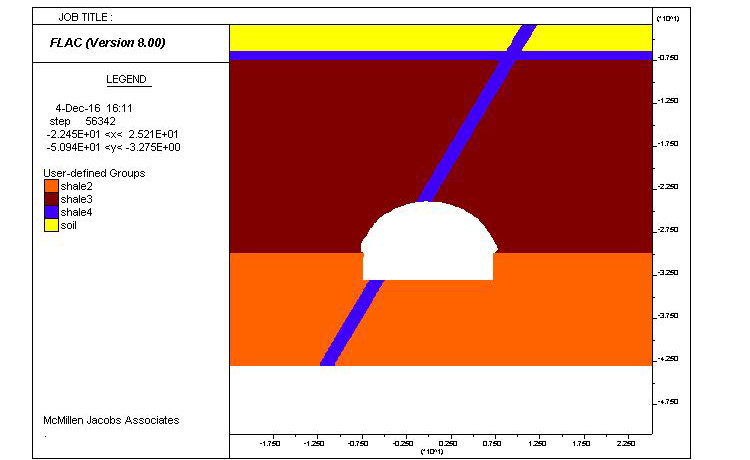 JOB TITLE :
FLAC (Version 8.00)
LEGEND
4-Dec-16 16:11
step 56342
-2.245E+01 <x< 2.521E+01
-5.094E+01 <y< -3.275E+00
User-defined Groups
shale2
shale3
shale4
soil
McMillen Jacobs Associates
(*10^1)
-0.750
-1.250
-1.750
-2.250
-2.750
-3.250
-3.750
-4.250
-4.750
-1.750 -1.250 -0.750 -0.250 0.250 0.750 1.250 1.750 2.250
(*10^1)